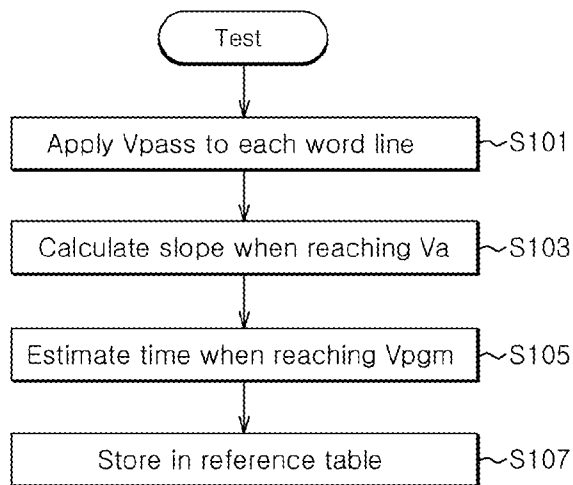 Test
Apply Vpass to each word line
S101
Calculate slope when reaching Va
S103
Estimate time when reaching Vpgm
S105
Store in reference table
S107